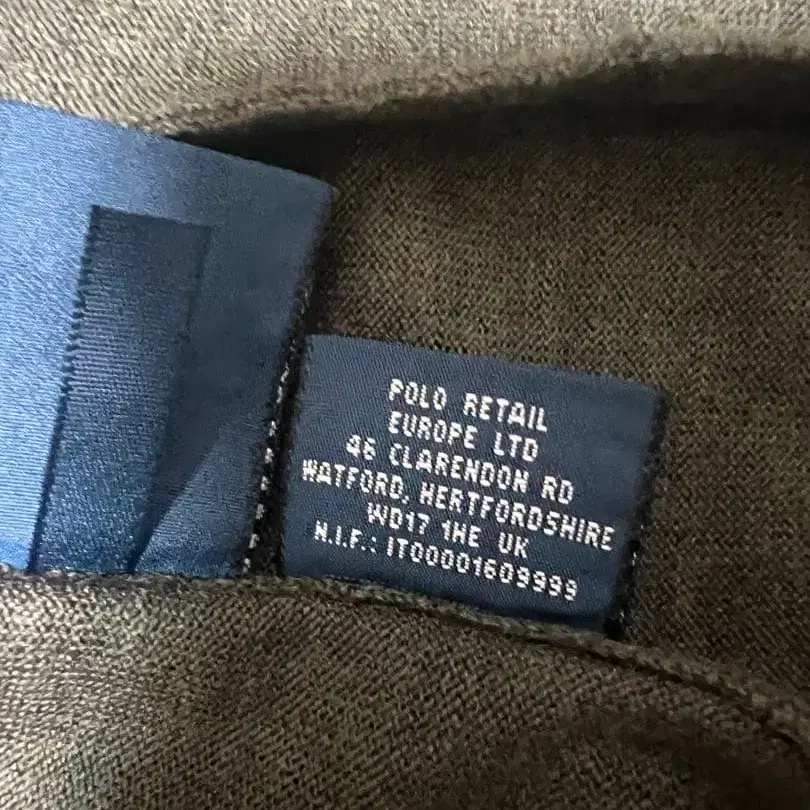 POLO RETAIL
EUROPE LTD
46 CLARENDON RD
WATFORD, HERTFORDSHIRE
WD17 1HE UK
N.I.F.: IT00001609999